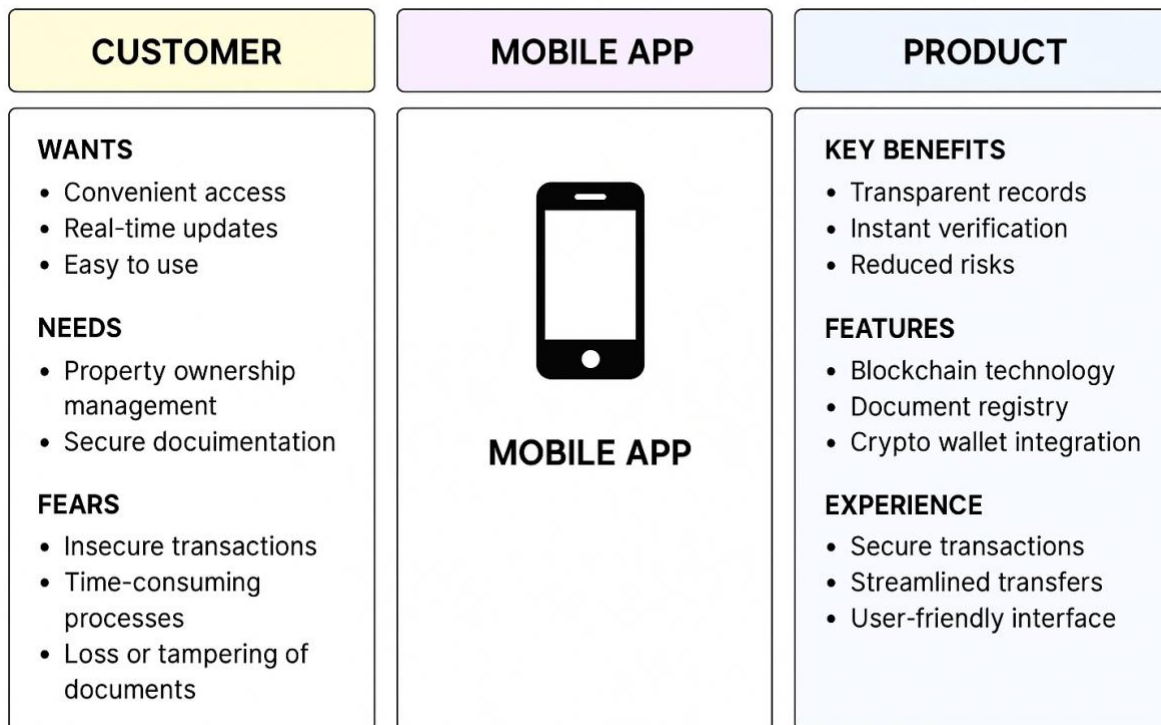 CUSTOMER
MOBILE APP
PRODUCT
WANTS
• Convenient access
• Real-time updates
• Easy to use
NEEDS
• Property ownership
management
• Secure docuimentation
FEARS
• Insecure transactions
• Time-consuming
processes
• Loss or tampering of
documents
MOBILE APP
KEY BENEFITS
• Transparent records
• Instant verification
• Reduced risks
FEATURES
• Blockchain technology
• Document registry
• Crypto wallet integration
EXPERIENCE
• Secure transactions
• Streamlined transfers
• User-friendly interface